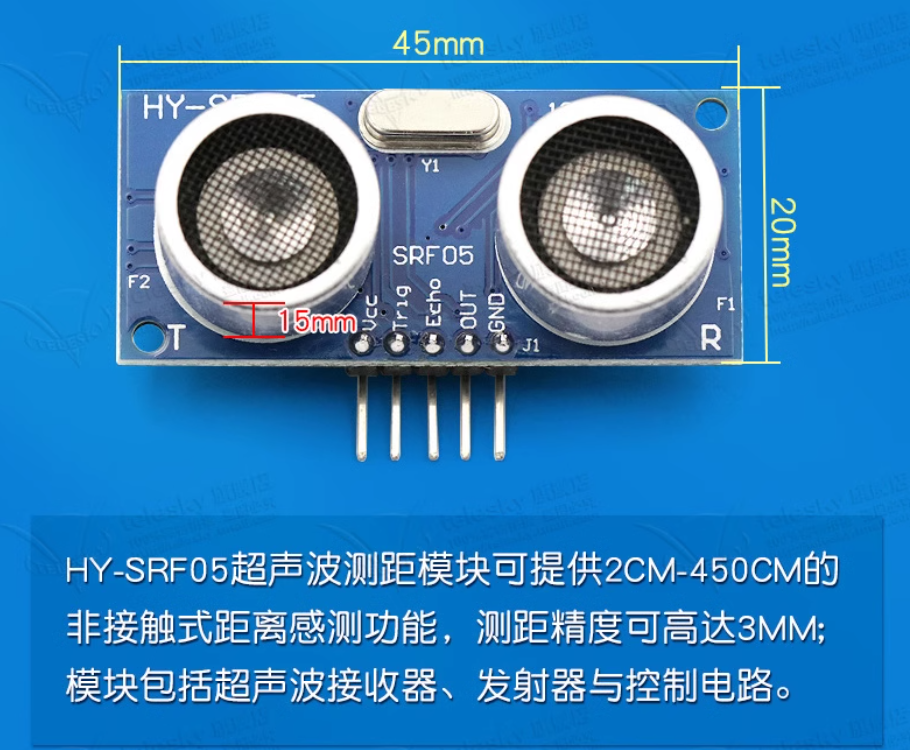 45mm
HY-S
Y1
20mm
SRF05
F2
F1
15mm
Vcc
Trig
Echo
OUT
GND
T
J1
R
HY-SRF05超声波测距模块可提供2CM-450CM的
非接触式距离感测功能，测距精度可高达3MM;
模块包括超声波接收器、发射器与控制电路。